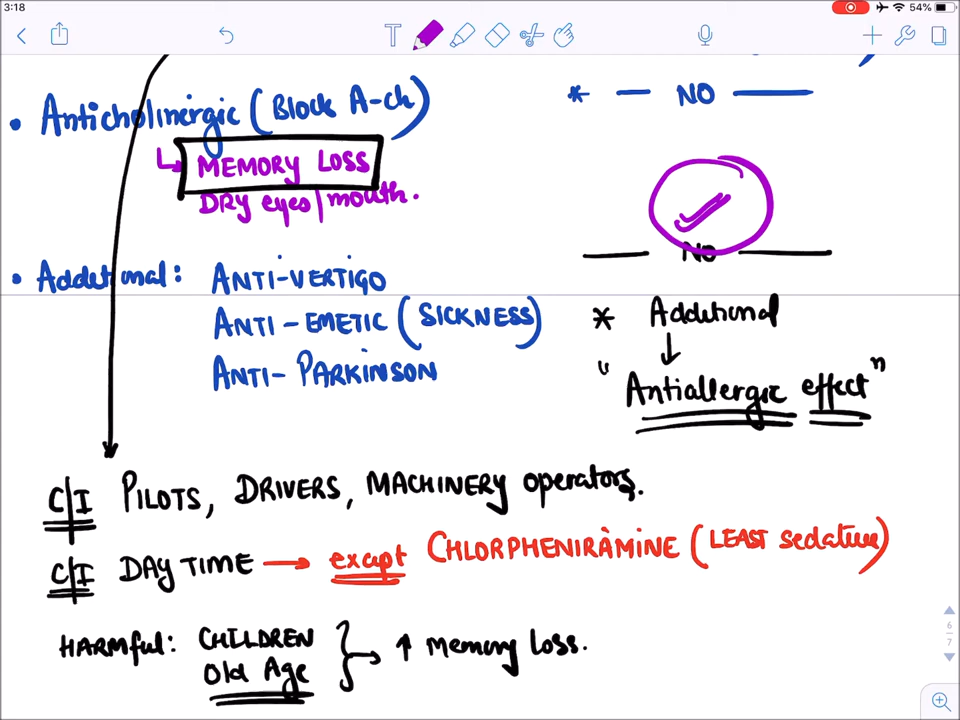 3:18
54%
T
• Anticholinergic (Block A-ch)
* — NO —
↳ MEMORY LOSS
DRY eyes/mouth.
— NO —
• Additional: ANTI-VERTIGO
ANTI-EMETIC (SICKNESS)
ANTI-PARKINSON
* Additional
↓
"Antiallergic effect"
C/I PILOTS, DRIVERS, MACHINERY operators.
C/I DAY TIME → except CHLORPHENIRAMINE (LEAST sedative)
HARMful: CHILDREN
Old Age } → ↑ Memory Loss.
6
7